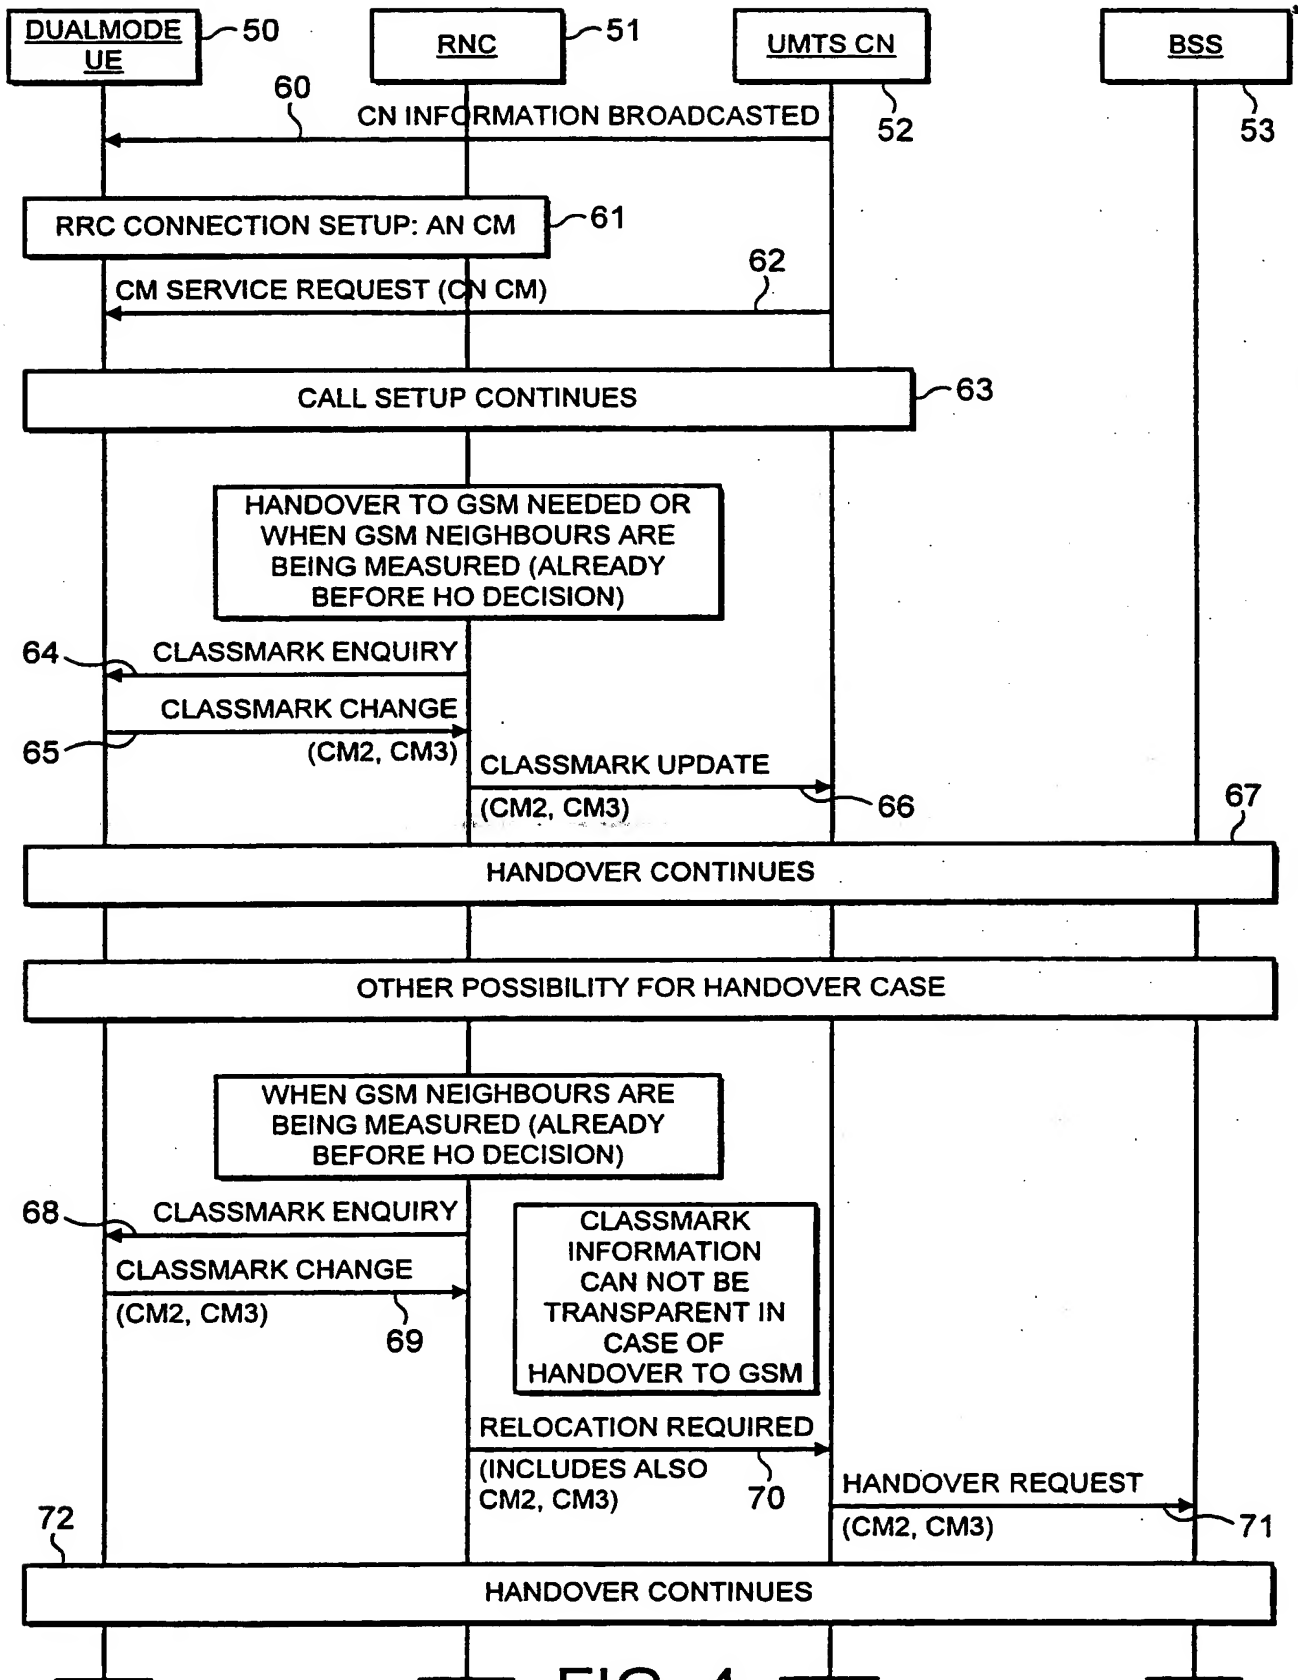 DUALMODE
UE
50
RNC
51
UMTS CN
52
BSS
53
60
CN INFORMATION BROADCASTED
RRC CONNECTION SETUP: AN CM
61
62
CM SERVICE REQUEST (CN CM)
CALL SETUP CONTINUES
63
HANDOVER TO GSM NEEDED OR
WHEN GSM NEIGHBOURS ARE
BEING MEASURED (ALREADY
BEFORE HO DECISION)
64
CLASSMARK ENQUIRY
CLASSMARK CHANGE
65
(CM2, CM3)
CLASSMARK UPDATE
(CM2, CM3)
66
67
HANDOVER CONTINUES
OTHER POSSIBILITY FOR HANDOVER CASE
WHEN GSM NEIGHBOURS ARE
BEING MEASURED (ALREADY
BEFORE HO DECISION)
68
CLASSMARK ENQUIRY
CLASSMARK CHANGE
(CM2, CM3)
69
CLASSMARK
INFORMATION
CAN NOT BE
TRANSPARENT IN
CASE OF
HANDOVER TO GSM
RELOCATION REQUIRED
(INCLUDES ALSO
CM2, CM3)
70
HANDOVER REQUEST
(CM2, CM3)
71
72
HANDOVER CONTINUES